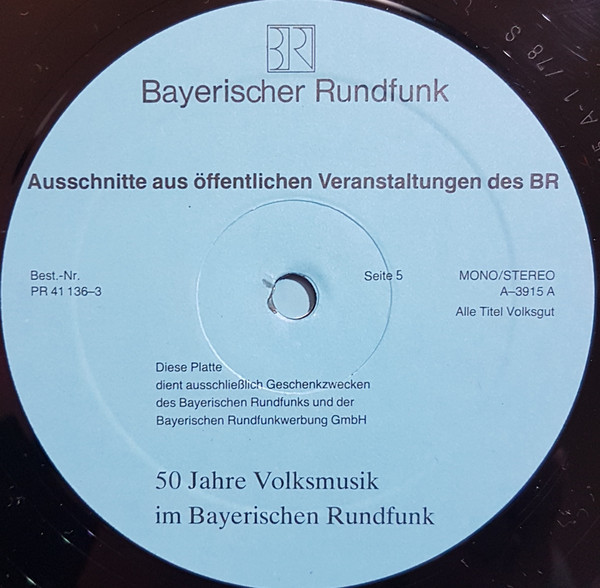 BR
Bayerischer Rundfunk
Ausschnitte aus öffentlichen Veranstaltungen des BR
Best.-Nr.
PR 41 136–3
Seite 5
MONO/STEREO
A–3915 A
Alle Titel Volksgut
Diese Platte
dient ausschließlich Geschenkzwecken
des Bayerischen Rundfunks und der
Bayerischen Rundfunkwerbung GmbH
50 Jahre Volksmusik
im Bayerischen Rundfunk
A-1 /78 S